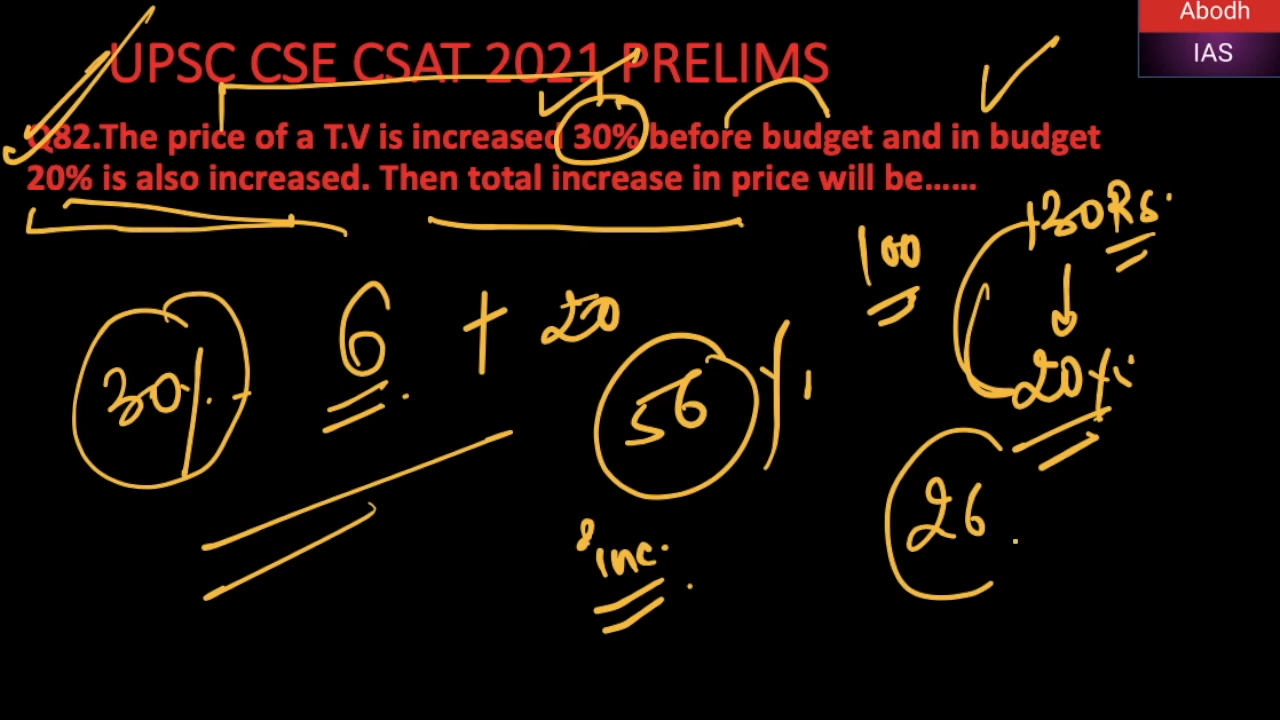 Abodh
IAS
UPSC CSE CSAT 2021 PRELIMS
Q82.The price of a T.V is increased 30% before budget and in budget
20% is also increased. Then total increase in price will be......
100
+30 Rs.
20%
30%
6 + 20
56%
26
inc.